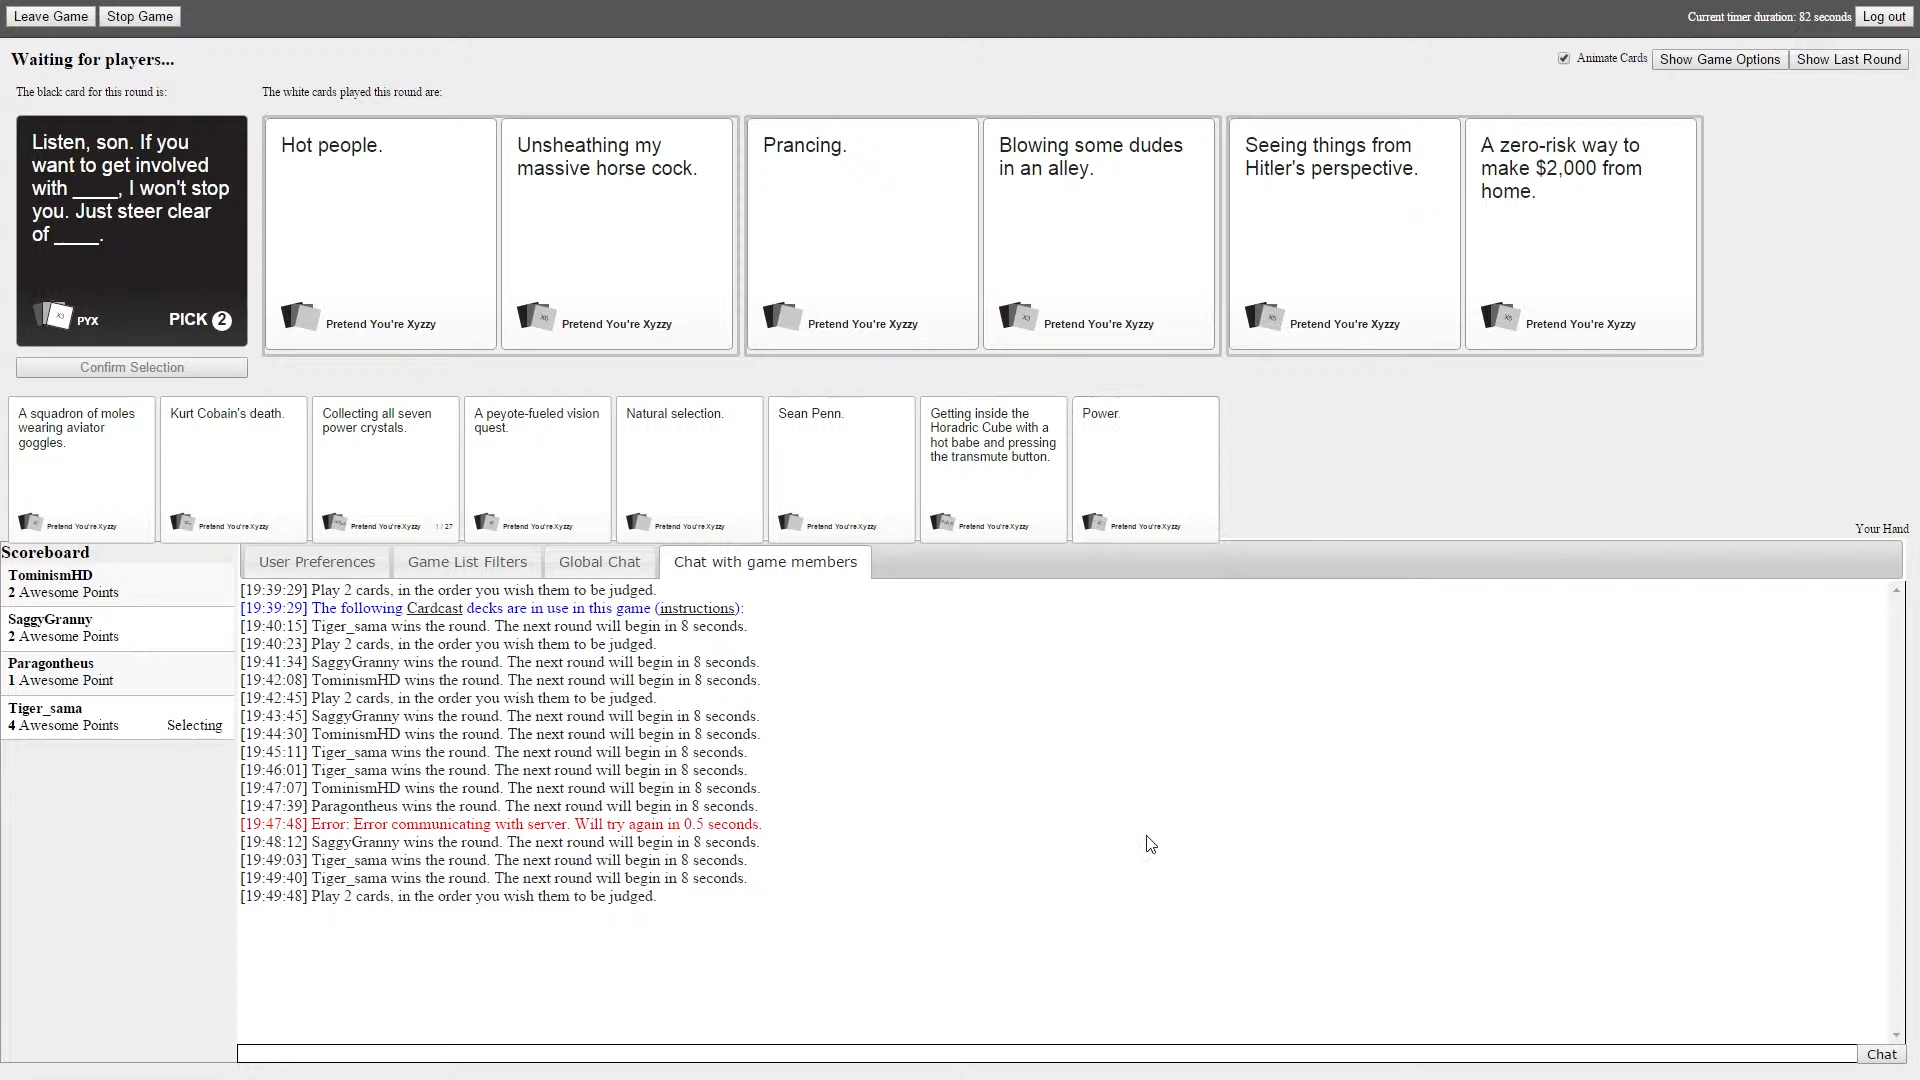 Leave Game Stop Game
Current timer duration: 82 seconds Log out
Waiting for players...
Animate Cards Show Game Options Show Last Round
The black card for this round is:
The white cards played this round are:
Listen, son. If you
want to get involved
with ____, I won't stop
you. Just steer clear
of ____.
X3 PYX PICK 2
Confirm Selection
Hot people.
Pretend You're Xyzzy
Unsheathing my
massive horse cock.
X6 Pretend You're Xyzzy
Prancing.
Pretend You're Xyzzy
Blowing some dudes
in an alley.
X3 Pretend You're Xyzzy
Seeing things from
Hitler's perspective.
X5 Pretend You're Xyzzy
A zero-risk way to
make $2,000 from
home.
X5 Pretend You're Xyzzy
A squadron of moles
wearing aviator
goggles.
Pretend You're Xyzzy
Kurt Cobain's death.
Pretend You're Xyzzy
Collecting all seven
power crystals.
Pretend You're Xyzzy 1 / 27
A peyote-fueled vision
quest.
Pretend You're Xyzzy
Natural selection.
Pretend You're Xyzzy
Sean Penn.
Pretend You're Xyzzy
Getting inside the
Horadric Cube with a
hot babe and pressing
the transmute button.
Pretend You're Xyzzy
Power
Pretend You're Xyzzy
Your Hand
Scoreboard
TominismHD
2 Awesome Points
SaggyGranny
2 Awesome Points
Paragontheus
1 Awesome Point
Tiger_sama
4 Awesome Points Selecting
User Preferences Game List Filters Global Chat Chat with game members
[19:39:29] Play 2 cards, in the order you wish them to be judged.
[19:39:29] The following Cardcast decks are in use in this game (instructions):
[19:40:15] Tiger_sama wins the round. The next round will begin in 8 seconds.
[19:40:23] Play 2 cards, in the order you wish them to be judged.
[19:41:34] SaggyGranny wins the round. The next round will begin in 8 seconds.
[19:42:08] TominismHD wins the round. The next round will begin in 8 seconds.
[19:42:45] Play 2 cards, in the order you wish them to be judged.
[19:43:45] SaggyGranny wins the round. The next round will begin in 8 seconds.
[19:44:30] TominismHD wins the round. The next round will begin in 8 seconds.
[19:45:11] Tiger_sama wins the round. The next round will begin in 8 seconds.
[19:46:01] Tiger_sama wins the round. The next round will begin in 8 seconds.
[19:47:07] TominismHD wins the round. The next round will begin in 8 seconds.
[19:47:39] Paragontheus wins the round. The next round will begin in 8 seconds.
[19:47:48] Error: Error communicating with server. Will try again in 0.5 seconds.
[19:48:12] SaggyGranny wins the round. The next round will begin in 8 seconds.
[19:49:03] Tiger_sama wins the round. The next round will begin in 8 seconds.
[19:49:40] Tiger_sama wins the round. The next round will begin in 8 seconds.
[19:49:48] Play 2 cards, in the order you wish them to be judged.
Chat